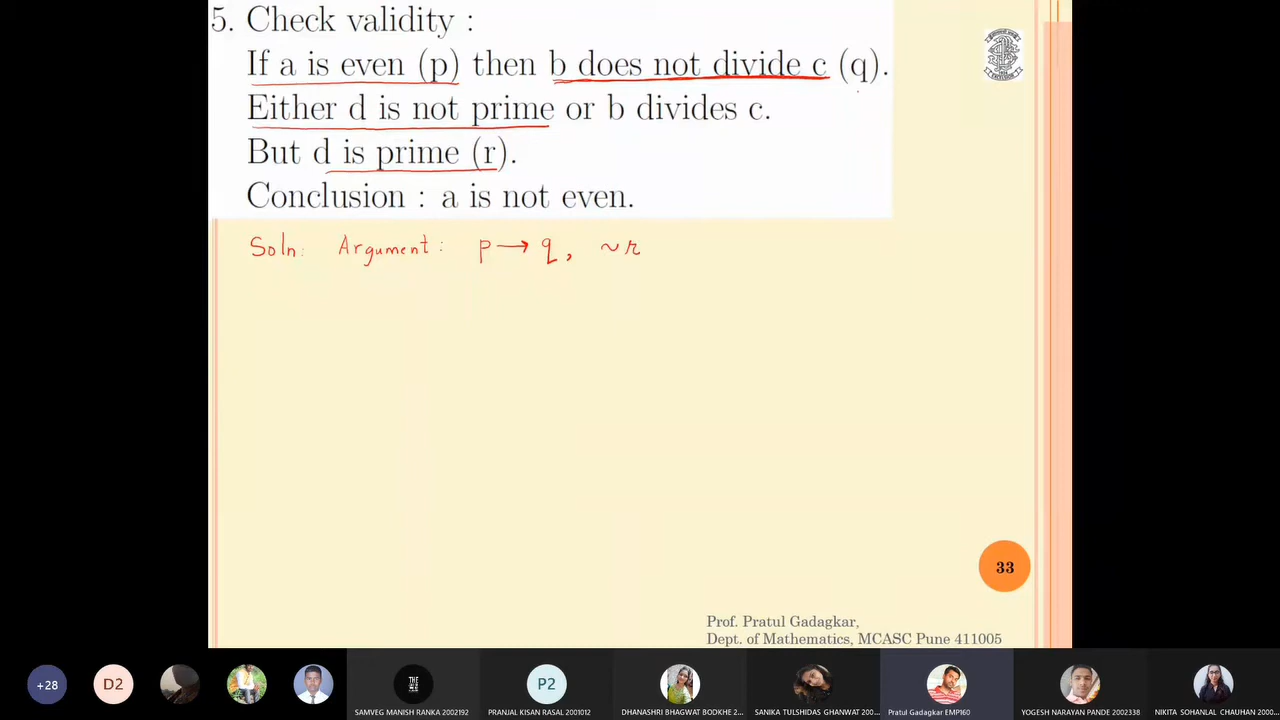 5. Check validity :
If a is even (p) then b does not divide c (q).
Either d is not prime or b divides c.
But d is prime (r).
Conclusion : a is not even.
Soln: Argument: p → q, ~r
33
Prof. Pratul Gadagkar,
Dept. of Mathematics, MCASC Pune 411005
+28
D2
P2
SAMVEG MANISH RANKA 2002192
PRANJAL KISAN RASAL 2001012
DHANASHRI BHAGWAT BODKHE 2...
SANIKA TULSHIDAS GHANWAT 200...
Pratul Gadagkar EMP160
YOGESH NARAYAN PANDE 2002338
NIKITA SOHANLAL CHAUHAN 2000...